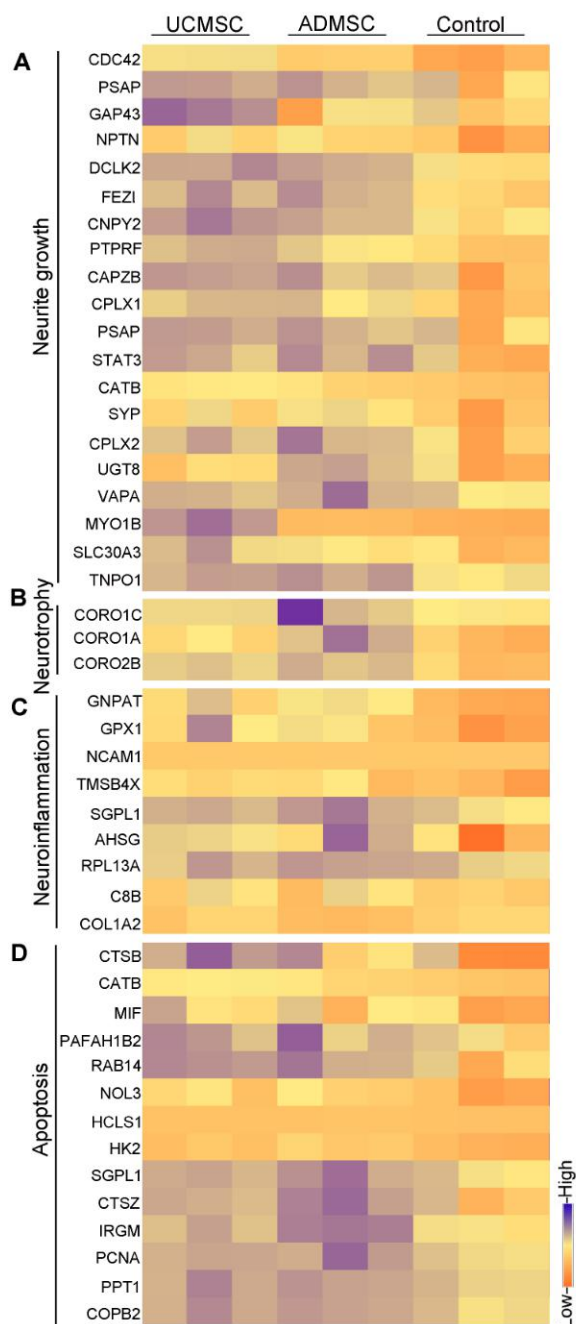 UCMSC ADMSC Control
A
Neurite growth
CDC42
PSAP
GAP43
NPTN
DCLK2
FEZI
CNPY2
PTPRF
CAPZB
CPLX1
PSAP
STAT3
CATB
SYP
CPLX2
UGT8
VAPA
MYO1B
SLC30A3
TNPO1
B
Neurotrophy
CORO1C
CORO1A
CORO2B
C
Neuroinflammation
GNPAT
GPX1
NCAM1
TMSB4X
SGPL1
AHSG
RPL13A
C8B
COL1A2
D
Apoptosis
CTSB
CATB
MIF
PAFAH1B2
RAB14
NOL3
HCLS1
HK2
SGPL1
CTSZ
IRGM
PCNA
PPT1
COPB2
Low High